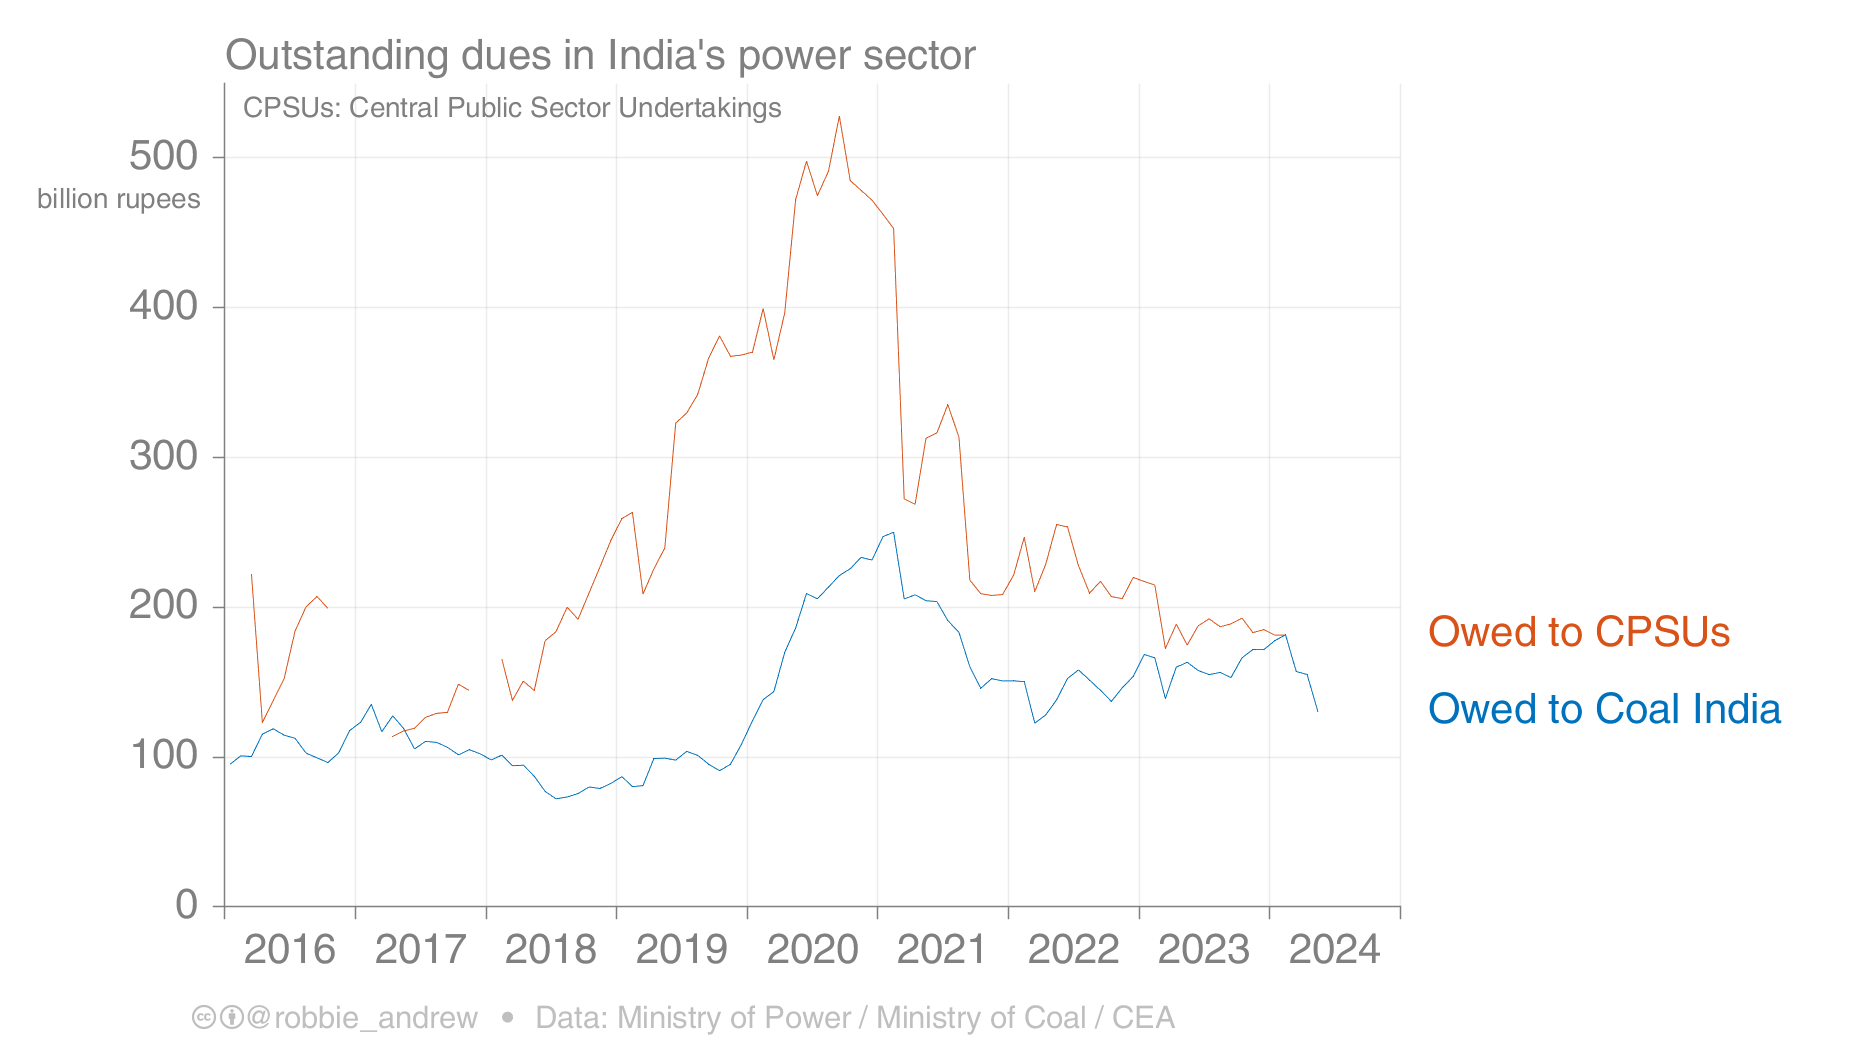 Outstanding dues in India's power sector
CPSUs: Central Public Sector Undertakings
500
billion rupees
400
300
200
100
0
Owed to CPSUs
Owed to Coal India
2016 2017 2018 2019 2020 2021 2022 2023 2024
@robbie_andrew • Data: Ministry of Power / Ministry of Coal / CEA